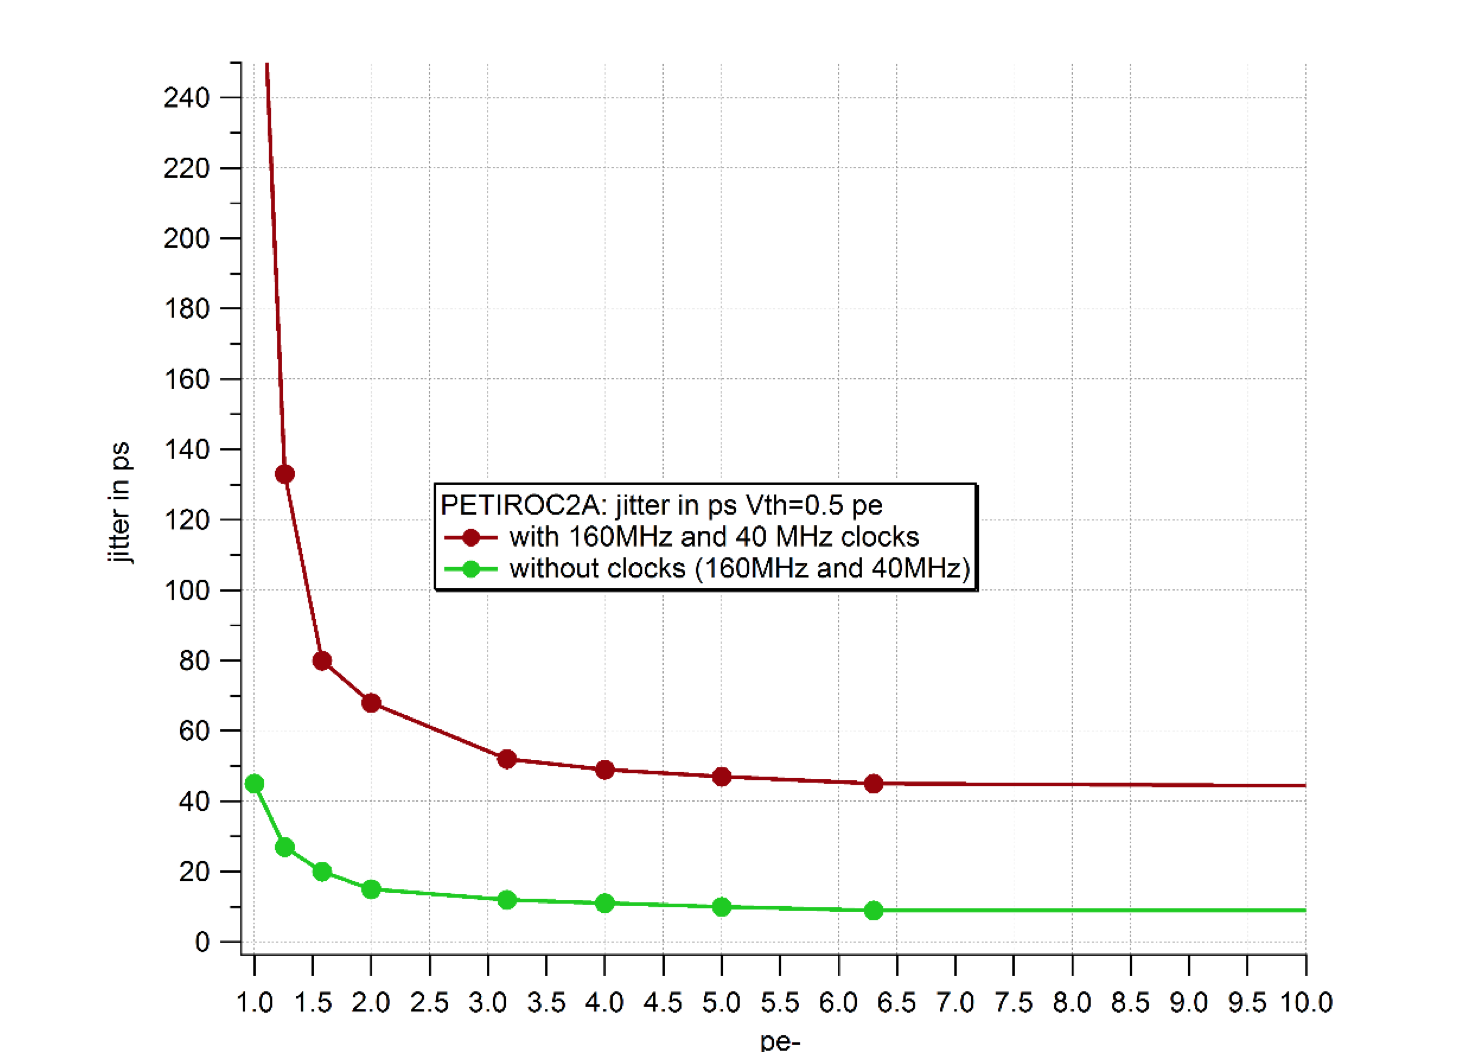 240
220
200
180
160
140
120
100
80
60
40
20
0
jitter in ps
PETIROC2A: jitter in ps Vth=0.5 pe
with 160MHz and 40 MHz clocks
without clocks (160MHz and 40MHz)
1.0 1.5 2.0 2.5 3.0 3.5 4.0 4.5 5.0 5.5 6.0 6.5 7.0 7.5 8.0 8.5 9.0 9.5 10.0
pe-